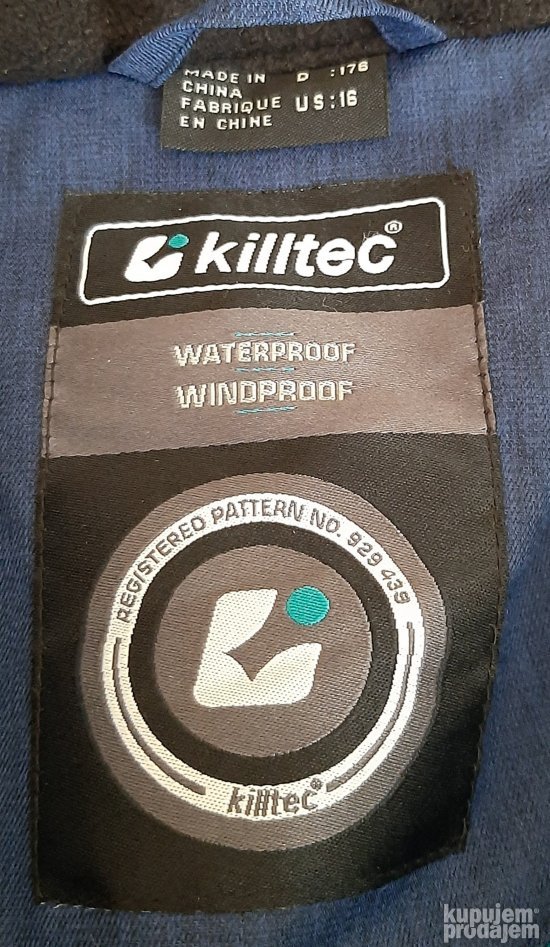 MADE IN D :176
CHINA
FABRIQUE US:16
EN CHINE
killtec®
WATERPROOF
WINDPROOF
REGISTERED PATTERN NO. 929 439
killtec®
kupujem
prodajem